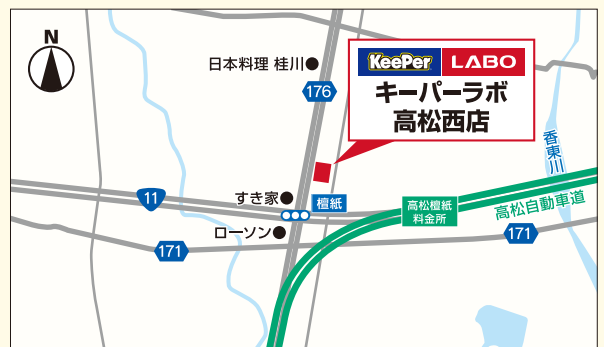 N
日本料理 桂川
176
KeePer LABO
キーパーラボ
高松西店
香東川
11
すき家
檀紙
高松檀紙
料金所
高松自動車道
ローソン
171
171